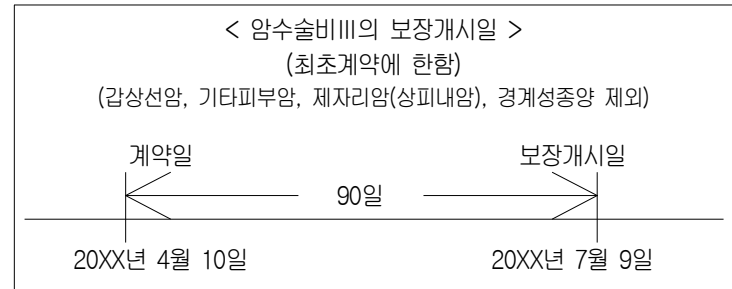 < 암수술비Ⅲ의 보장개시일 >
(최초계약에 한함)
(갑상선암, 기타피부암, 제자리암(상피내암), 경계성종양 제외)
계약일 보장개시일
90일
20XX년 4월 10일 20XX년 7월 9일